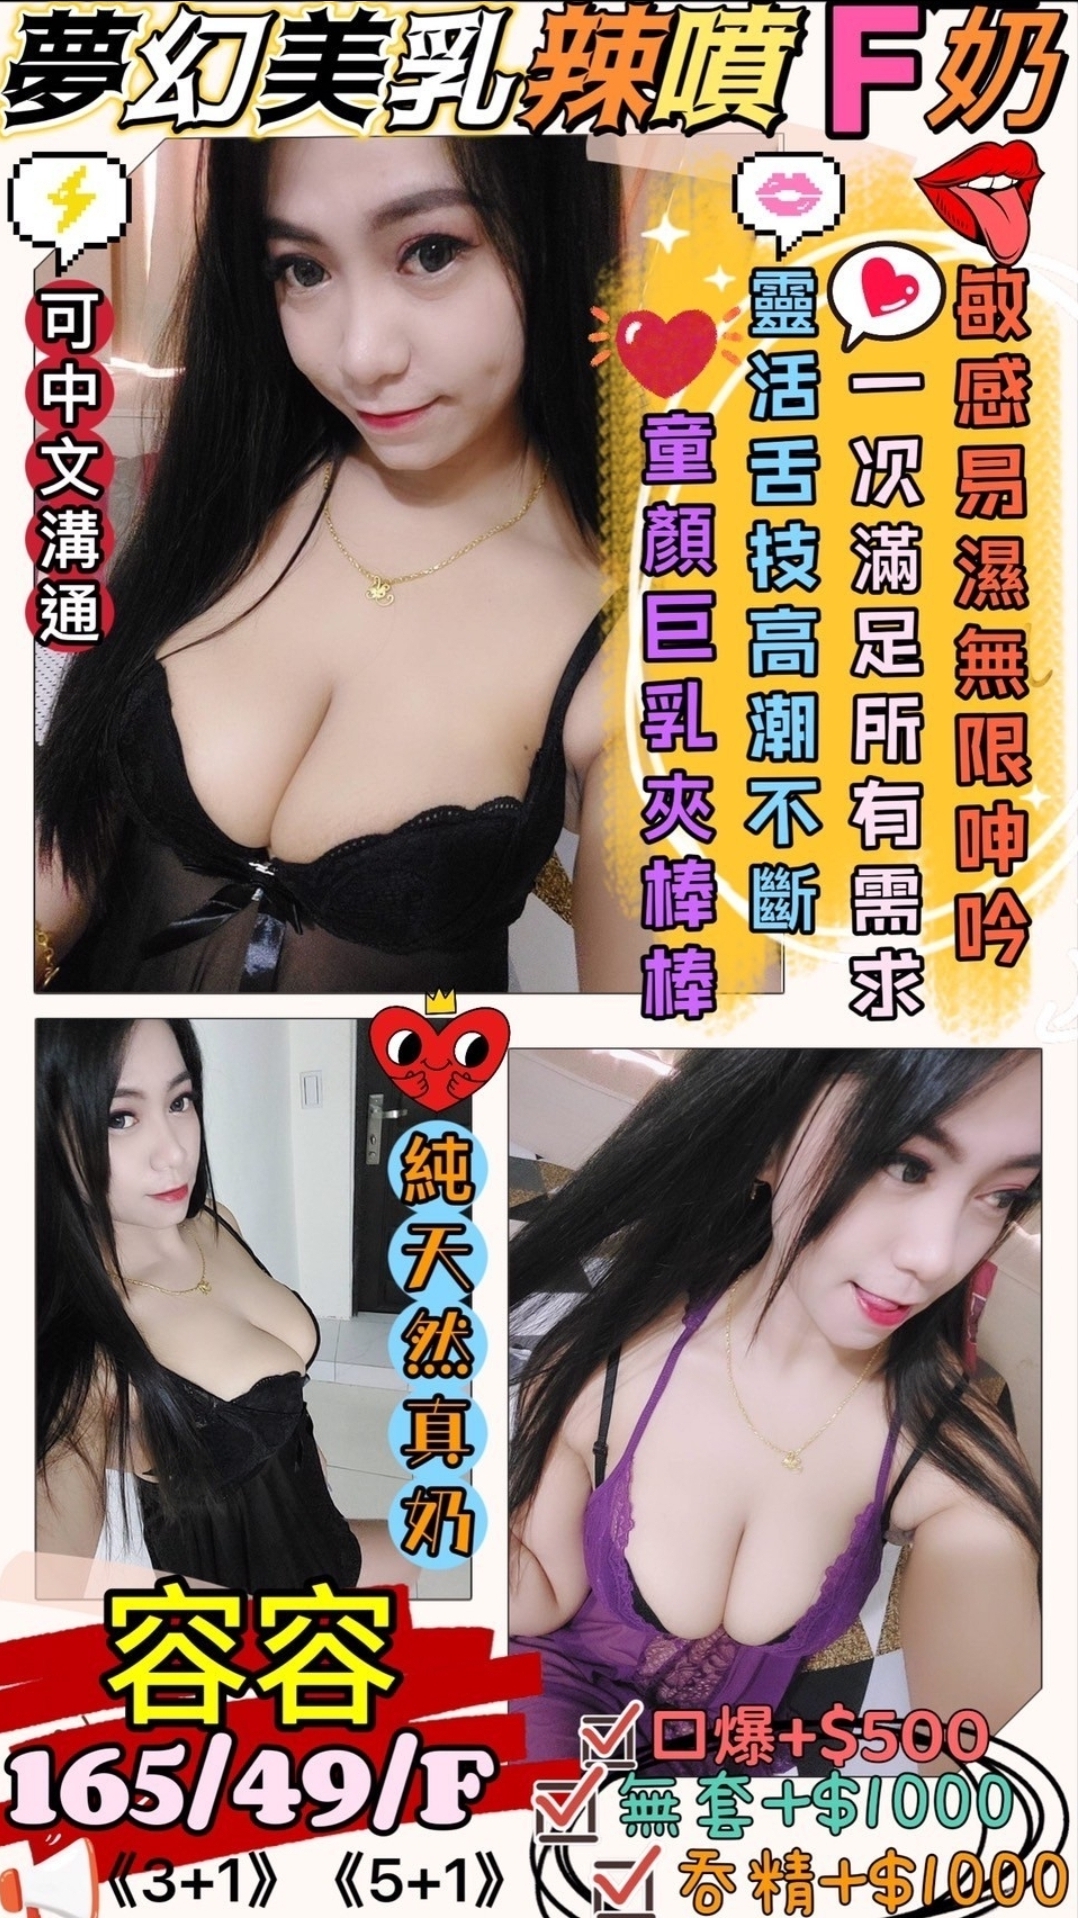 夢幻美乳辣噴F奶
可中文溝通
敏感易濕無限呻吟
一次滿足所有需求
靈活舌技高潮不斷
童顏巨乳夾棒棒
純天然真奶
容容
165/49/F
《3+1》《5+1》
口爆+$500
無套+$1000
吞精+$1000